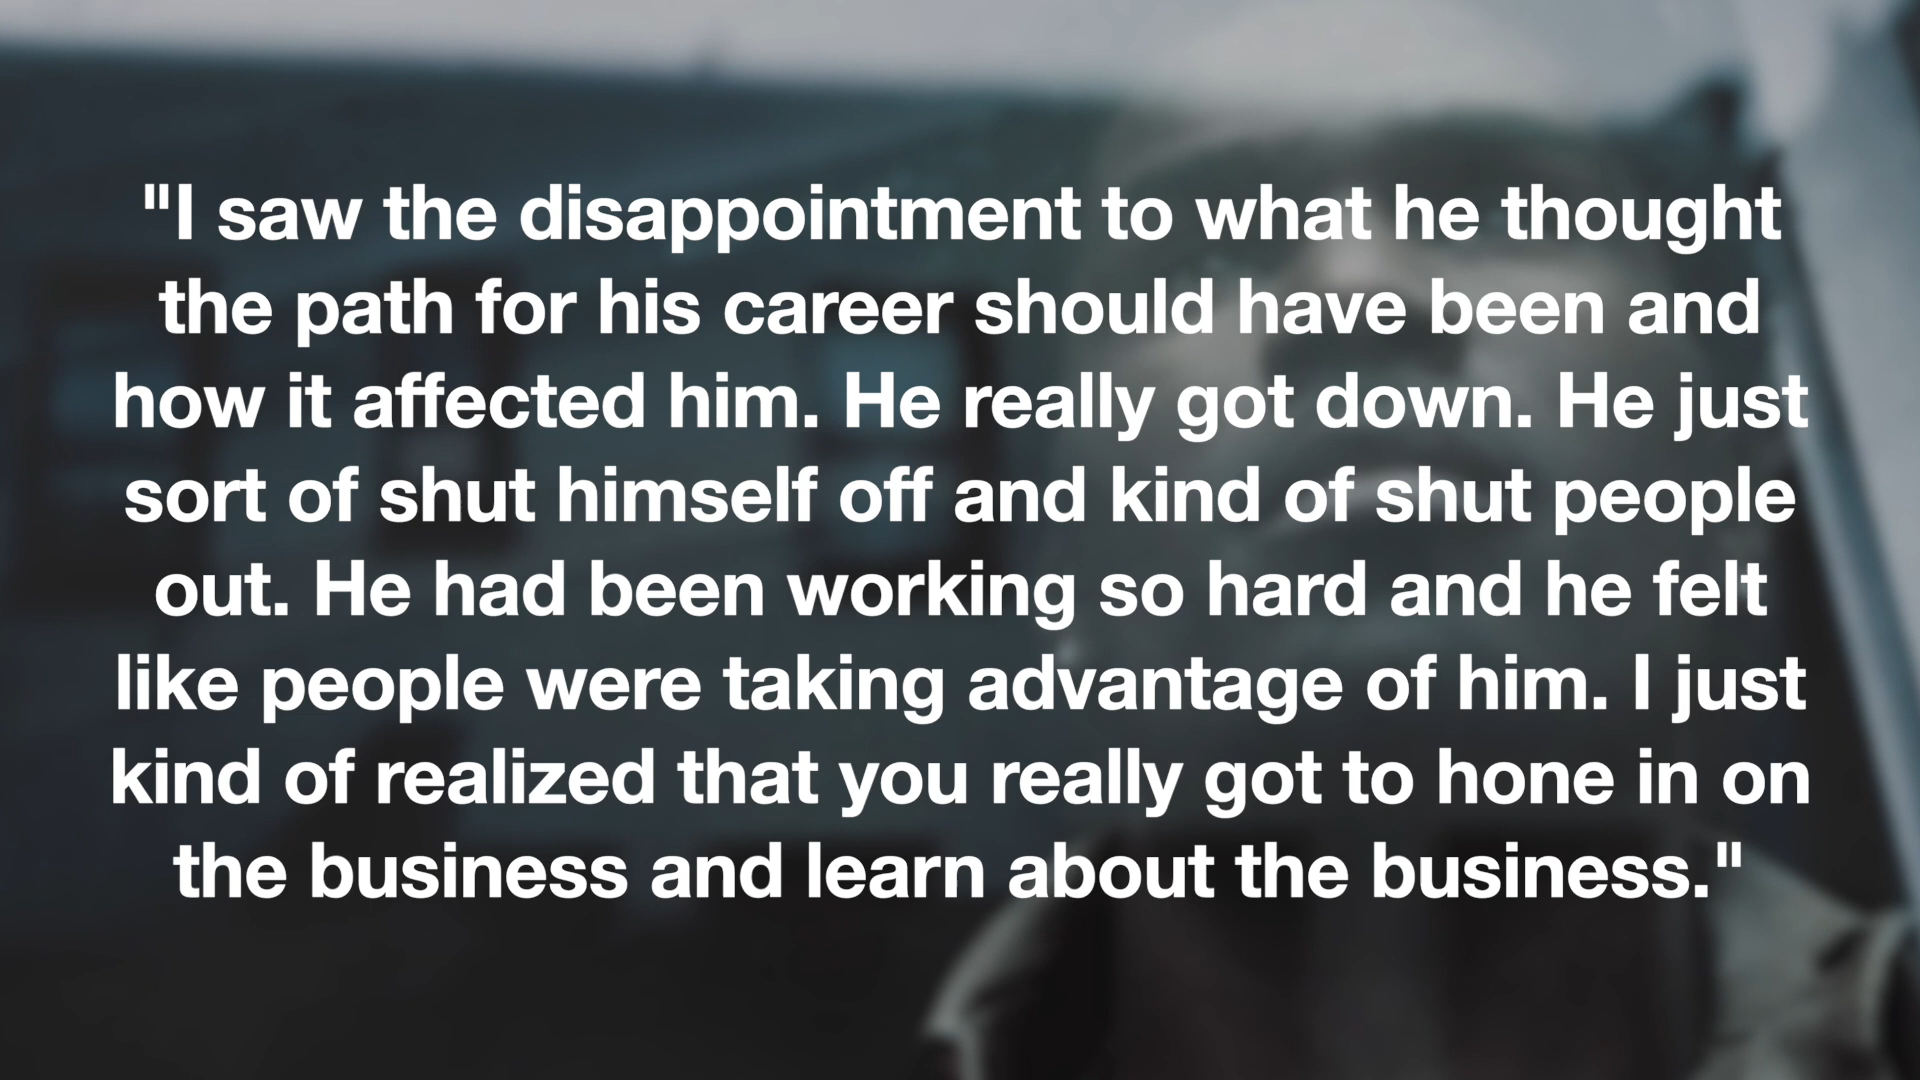 "I saw the disappointment to what he thought
the path for his career should have been and
how it affected him. He really got down. He just
sort of shut himself off and kind of shut people
out. He had been working so hard and he felt
like people were taking advantage of him. I just
kind of realized that you really got to hone in on
the business and learn about the business."